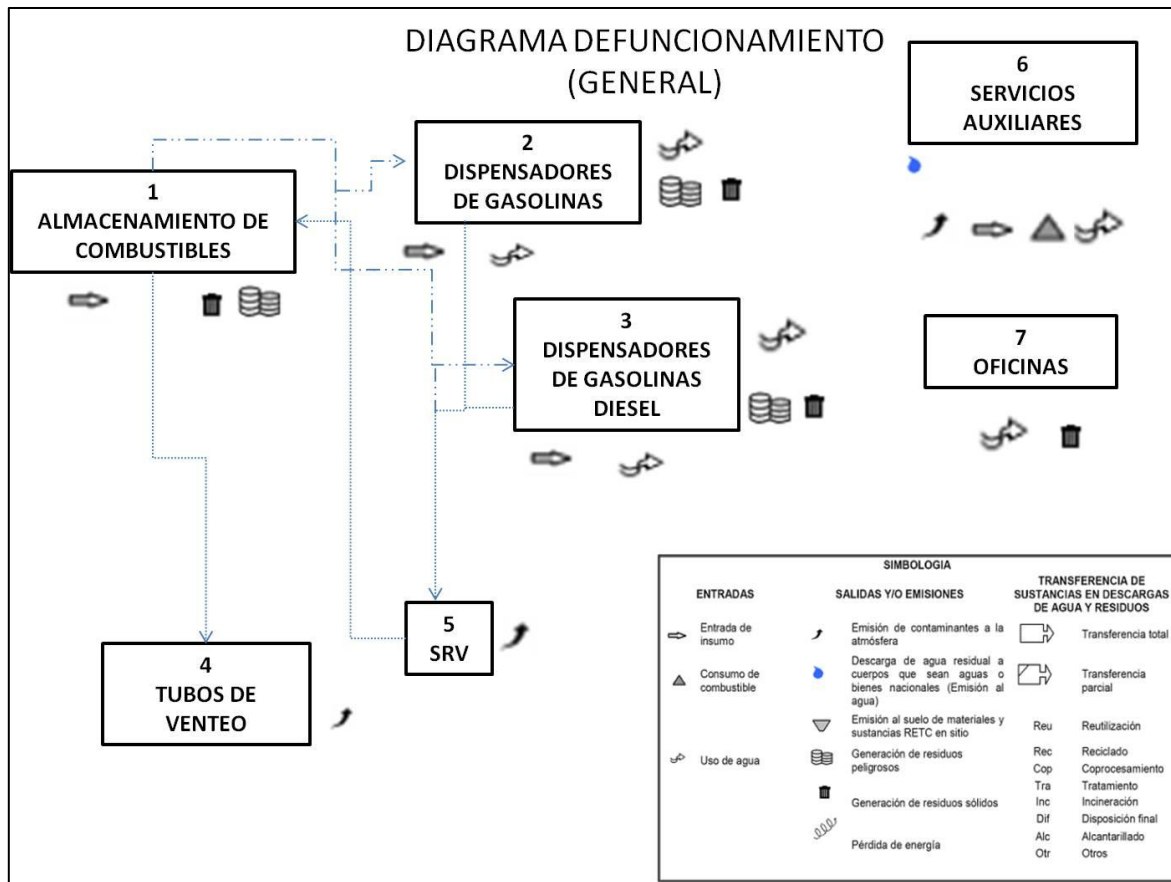 DIAGRAMA DEFUNCIONAMIENTO
(GENERAL)
1
ALMACENAMIENTO DE
COMBUSTIBLES
2
DISPENSADORES
DE GASOLINAS
3
DISPENSADORES
DE GASOLINAS
DIESEL
4
TUBOS DE
VENTEO
5
SRV
6
SERVICIOS
AUXILIARES
7
OFICINAS
SIMBOLOGIA
ENTRADAS
Entrada de
insumo
Consumo de
combustible
Uso de agua
SALIDAS Y/O EMISIONES
Emisión de contaminantes a la
atmósfera
Descarga de agua residual a
cuerpos que sean aguas o
bienes nacionales (Emisión al
agua)
Emisión al suelo de materiales y
sustancias RETC en sitio
Generación de residuos
peligrosos
Generación de residuos sólidos
Pérdida de energía
TRANSFERENCIA DE
SUSTANCIAS EN DESCARGAS
DE AGUA Y RESIDUOS
Transferencia total
Transferencia
parcial
Reu Reutilización
Rec Reciclado
Cop Coprocesamiento
Tra Tratamiento
Inc Incineración
Dif Disposición final
Alc Alcantarillado
Otr Otros